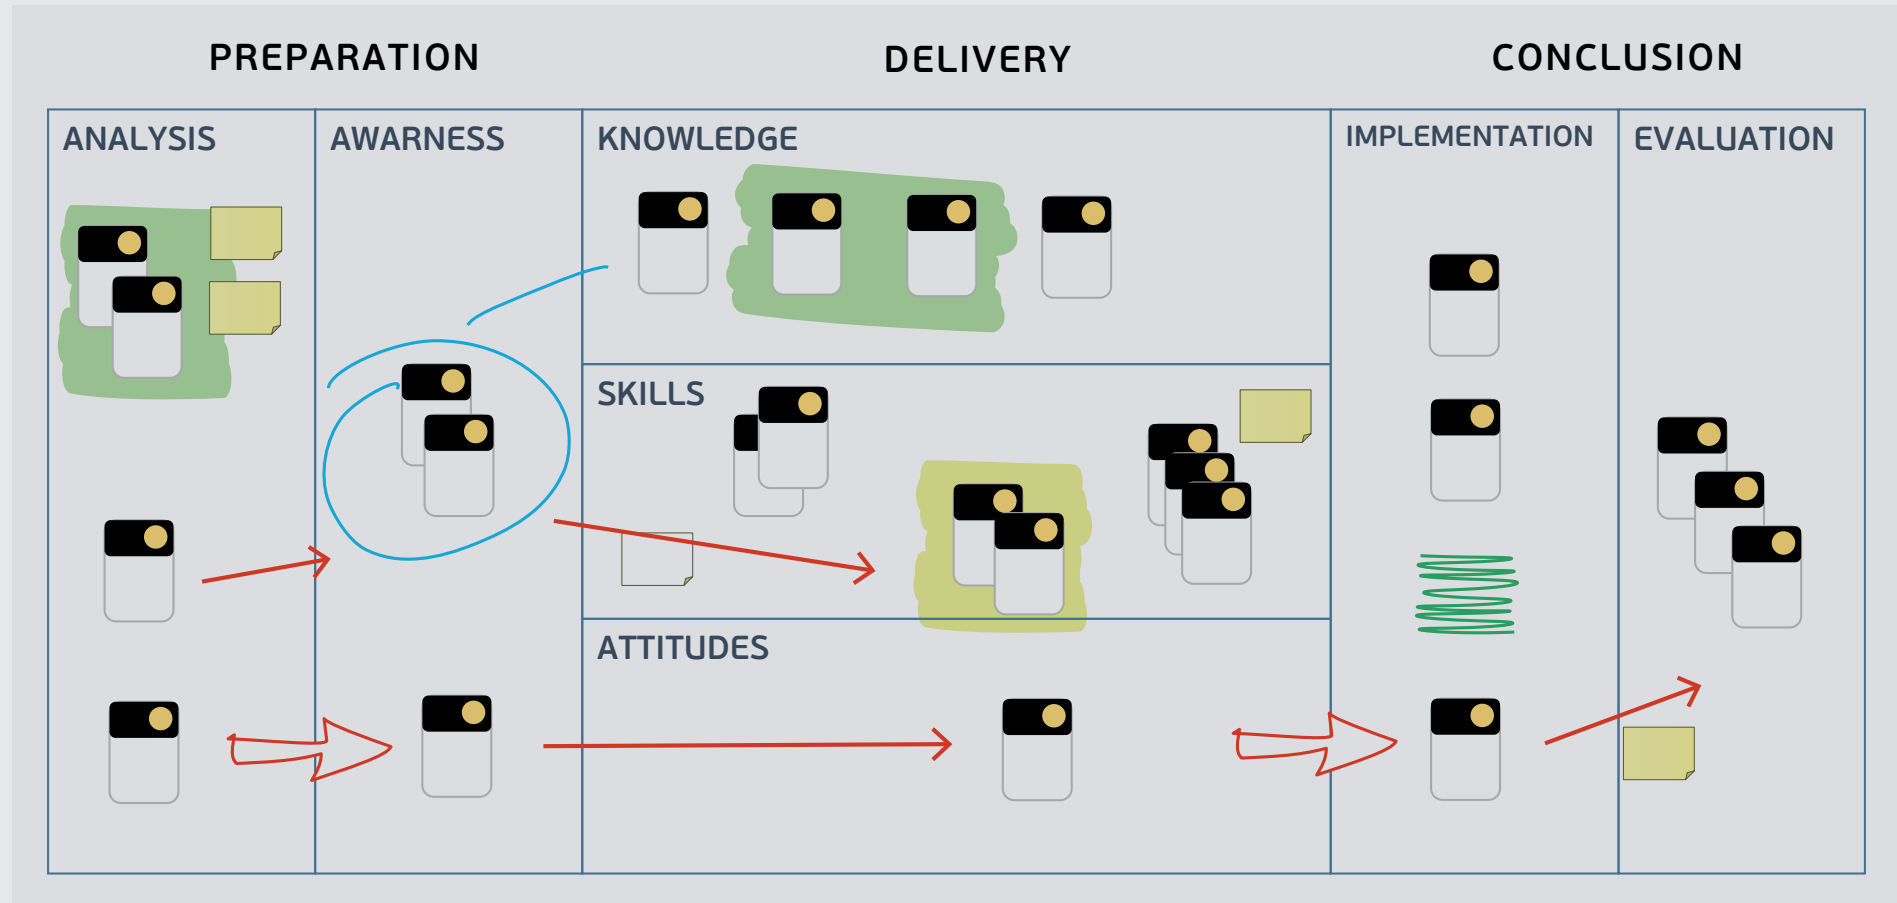 PREPARATION
DELIVERY
CONCLUSION
ANALYSIS
AWARNESS
KNOWLEDGE
IMPLEMENTATION
EVALUATION
SKILLS
ATTITUDES